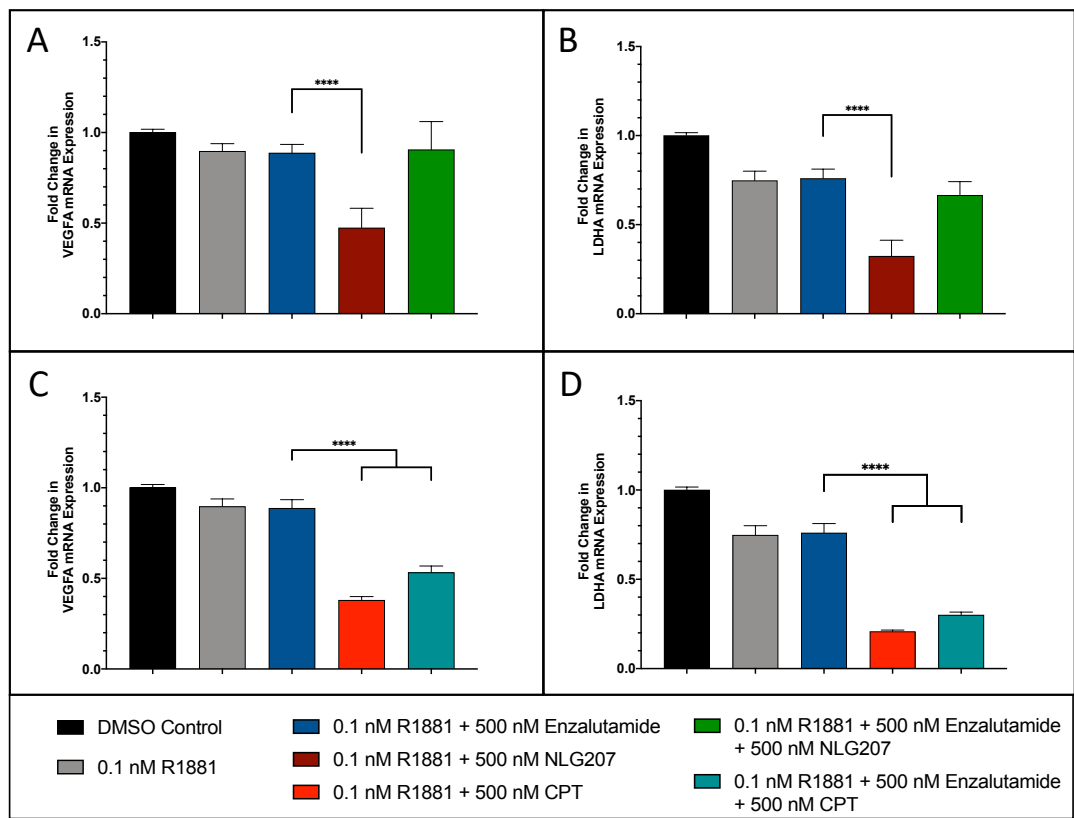 A
1.5
1.0
0.5
0.0
Fold Change in
VEGFA mRNA Expression
****
B
1.5
1.0
0.5
0.0
Fold Change in
LDHA mRNA Expression
****
C
1.5
1.0
0.5
0.0
Fold Change in
VEGFA mRNA Expression
****
D
1.5
1.0
0.5
0.0
Fold Change in
LDHA mRNA Expression
****
DMSO Control
0.1 nM R1881
0.1 nM R1881 + 500 nM Enzalutamide
0.1 nM R1881 + 500 nM NLG207
0.1 nM R1881 + 500 nM CPT
0.1 nM R1881 + 500 nM Enzalutamide
+ 500 nM NLG207
0.1 nM R1881 + 500 nM Enzalutamide
+ 500 nM CPT